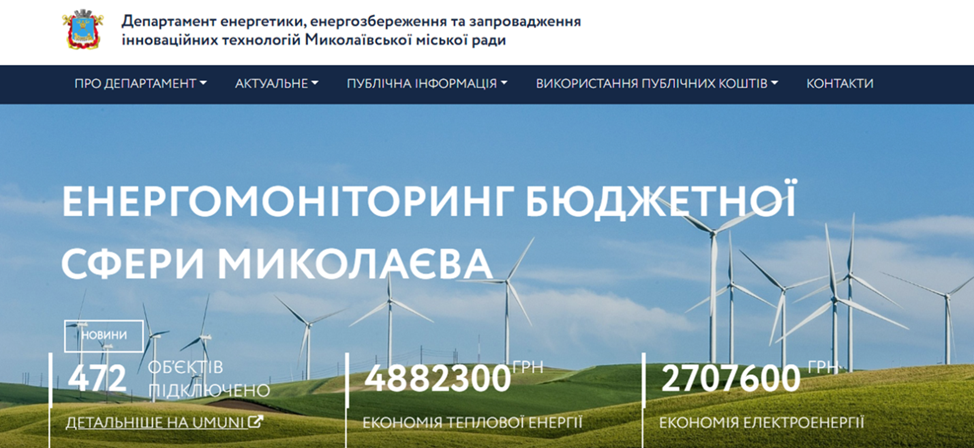 Департамент енергетики, енергозбереження та запровадження
інноваційних технологій Миколаївської міської ради
ПРО ДЕПАРТАМЕНТ АКТУАЛЬНЕ ПУБЛІЧНА ІНФОРМАЦІЯ ВИКОРИСТАННЯ ПУБЛІЧНИХ КОШТІВ КОНТАКТИ
ЕНЕРГОМОНІТОРИНГ БЮДЖЕТНОЇ
СФЕРИ МИКОЛАЄВА
НОВИНИ
472 ОБ'ЄКТІВ
ПІДКЛЮЧЕНО
ДЕТАЛЬНІШЕ НА UMUNI
4882300 ГРН
ЕКОНОМІЯ ТЕПЛОВОЇ ЕНЕРГІЇ
2707600 ГРН
ЕКОНОМІЯ ЕЛЕКТРОЕНЕРГІЇ